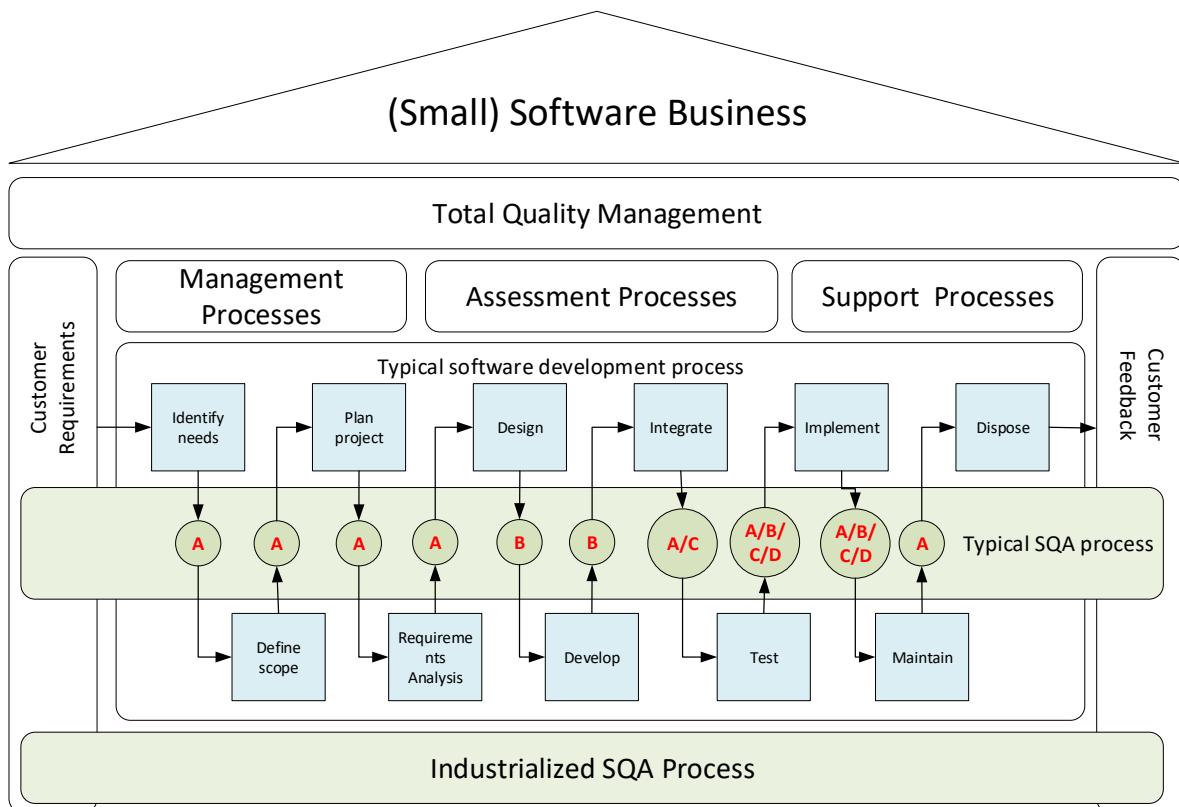 (Small) Software Business
Total Quality Management
Customer
Requirements
Management
Processes
Assessment Processes
Support Processes
Customer
Feedback
Typical software development process
Identify
needs
Plan
project
Design
Integrate
Implement
Dispose
A
A
A
A
B
B
A/C
A/B/
C/D
A/B/
C/D
A
Typical SQA process
Define
scope
Requireme
nts
Analysis
Develop
Test
Maintain
Industrialized SQA Process